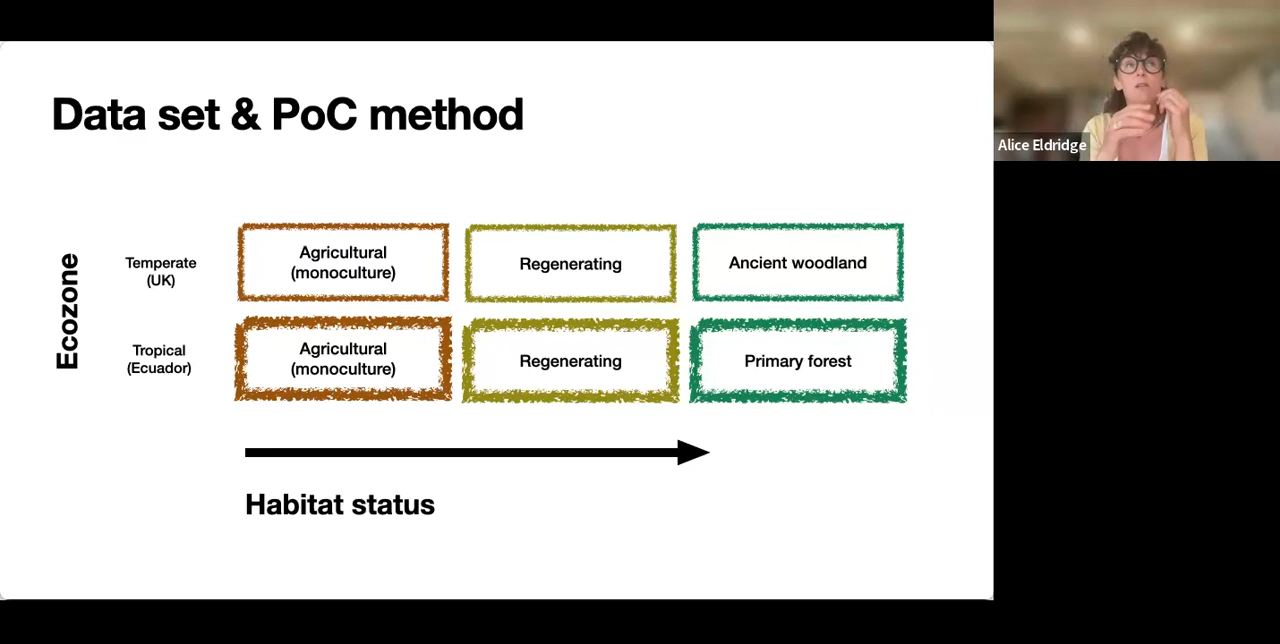 Data set & PoC method
Alice Eldridge
Ecozone
Temperate
(UK)
Agricultural
(monoculture)
Regenerating
Ancient woodland
Tropical
(Ecuador)
Agricultural
(monoculture)
Regenerating
Primary forest
Habitat status